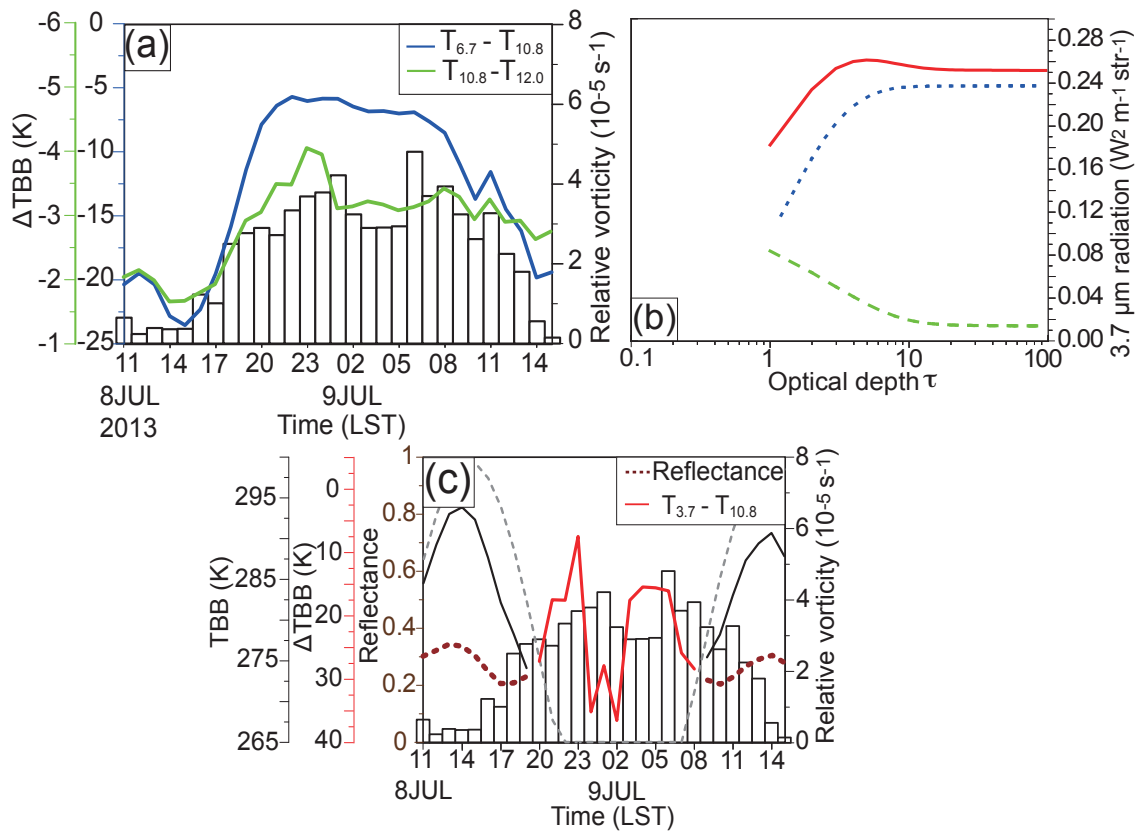 (a)
T6.7 - T10.8
T10.8 - T12.0
ΔTBB (K)
-6
-5
-4
-3
-2
-1
0
-5
-10
-15
-20
-25
8
6
4
2
0
Relative vorticity (10-5 s-1)
11 14 17 20 23 02 05 08 11 14
8JUL 9JUL
2013
Time (LST)
(b)
0.28
0.24
0.20
0.16
0.12
0.08
0.04
0.00
3.7 μm radiation (W2 m-1 str-1)
0.1 1 10 100
Optical depth τ
(c)
Reflectance
T3.7 - T10.8
TBB (K)
295
285
275
265
ΔTBB (K)
0
10
20
30
40
Reflectance
1
0.8
0.6
0.4
0.2
0
8
6
4
2
0
Relative vorticity (10-5 s-1)
11 14 17 20 23 02 05 08 11 14
8JUL 9JUL
Time (LST)